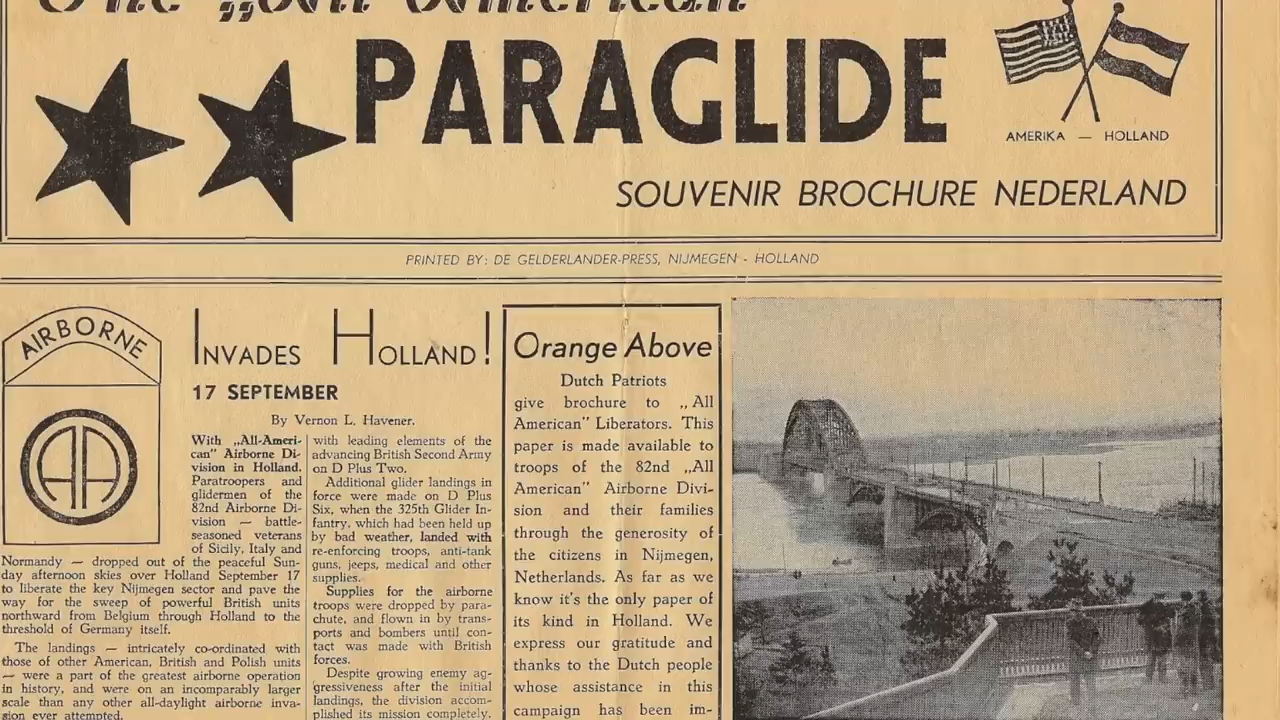 The „All American"
PARAGLIDE
AMERIKA — HOLLAND
SOUVENIR BROCHURE NEDERLAND
PRINTED BY: DE GELDERLANDER-PRESS, NIJMEGEN - HOLLAND
AIRBORNE
AA
INVADES HOLLAND!
17 SEPTEMBER
By Vernon L. Havener.
With „All-Ameri-
can" Airborne Di-
vision in Holland.
Paratroopers and
glidermen of the
82nd Airborne Di-
vision — battle-
seasoned veterans
of Sicily, Italy and
Normandy — dropped out of the peaceful Sun-
day afternoon skies over Holland September 17
to liberate the key Nijmegen sector and pave the
way for the sweep of powerful British units
northward from Belgium through Holland to the
threshold of Germany itself.
The landings — intricately co-ordinated with
those of other American, British and Polish units
— were a part of the greatest airborne operation
in history, and were on an incomparably larger
scale than any other all-daylight airborne inva-
sion ever attempted.
with leading elements of the
advancing British Second Army
on D Plus Two.
Additional glider landings in
force were made on D Plus
Six, when the 325th Glider In-
fantry, which had been held up
by bad weather, landed with
re-enforcing troops, anti-tank
guns, jeeps, medical and other
supplies.
Supplies for the airborne
troops were dropped by para-
chute, and flown in by trans-
ports and bombers until con-
tact was made with British
forces.
Despite growing enemy ag-
gressiveness after the initial
landings, the division accom-
plished its mission completely.
Orange Above
Dutch Patriots
give brochure to „All
American" Liberators. This
paper is made available to
troops of the 82nd „All
American" Airborne Divi-
sion and their families
through the generosity of
the citizens in Nijmegen,
Netherlands. As far as we
know it's the only paper of
its kind in Holland. We
express our gratitude and
thanks to the Dutch people
whose assistance in this
campaign has been im-